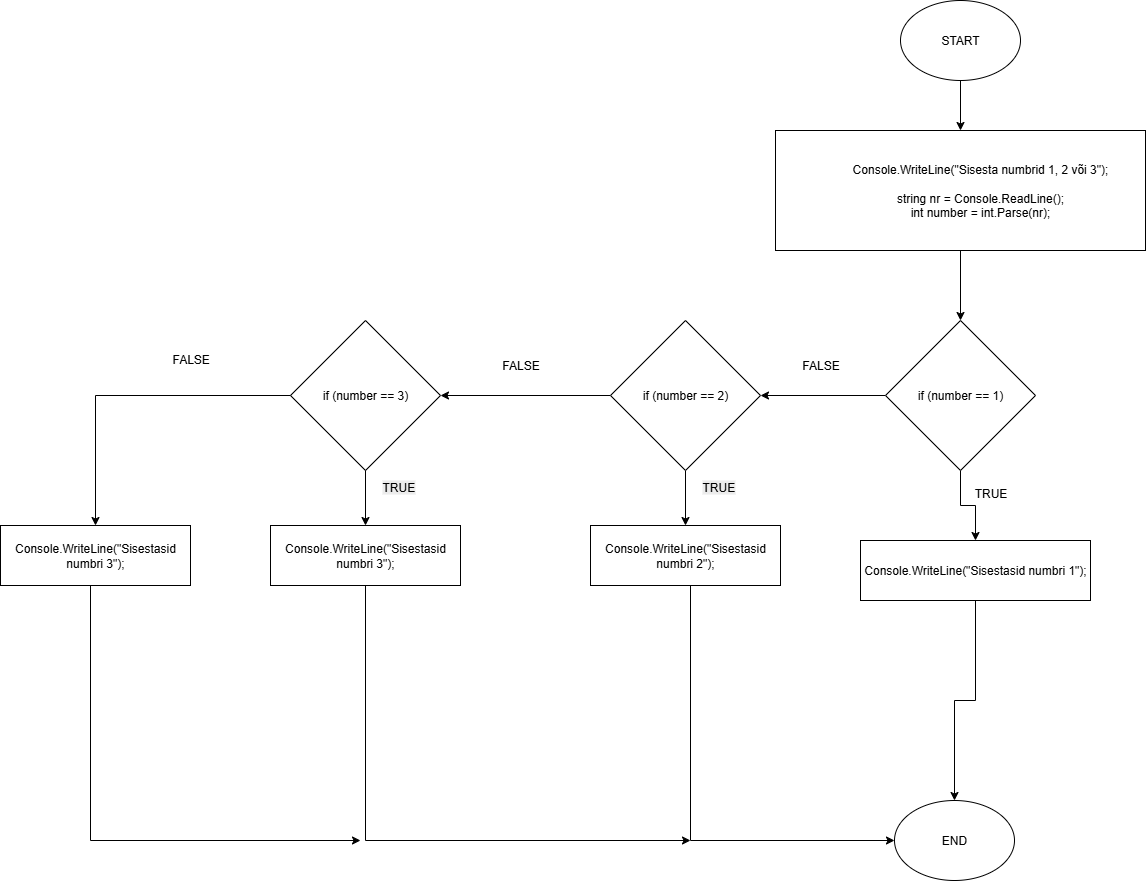 START
Console.WriteLine("Sisesta numbrid 1, 2 või 3");
string nr = Console.ReadLine();
int number = int.Parse(nr);
FALSE
FALSE
FALSE
if (number == 3)
if (number == 2)
if (number == 1)
TRUE
TRUE
TRUE
Console.WriteLine("Sisestasid
numbri 3");
Console.WriteLine("Sisestasid
numbri 3");
Console.WriteLine("Sisestasid
numbri 2");
Console.WriteLine("Sisestasid numbri 1");
END